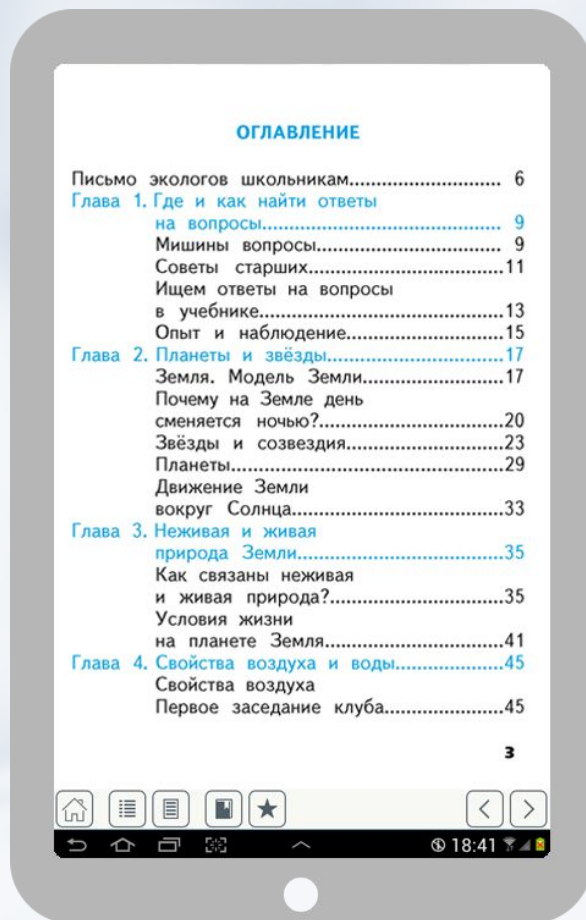 ОГЛАВЛЕНИЕ
Письмо экологов школьникам............................ 6
Глава 1. Где и как найти ответы
на вопросы................................................. 9
Мишины вопросы.................................. 9
Советы старших....................................11
Ищем ответы на вопросы
в учебнике.............................................13
Опыт и наблюдение.............................15
Глава 2. Планеты и звёзды................................17
Земля. Модель Земли..........................17
Почему на Земле день
сменяется ночью?..................................20
Звёзды и созвездия.............................23
Планеты..................................................29
Движение Земли
вокруг Солнца.......................................33
Глава 3. Неживая и живая
природа Земли......................................35
Как связаны неживая
и живая природа?................................35
Условия жизни
на планете Земля.................................41
Глава 4. Свойства воздуха и воды....................45
Свойства воздуха
Первое заседание клуба......................45
3
18:41